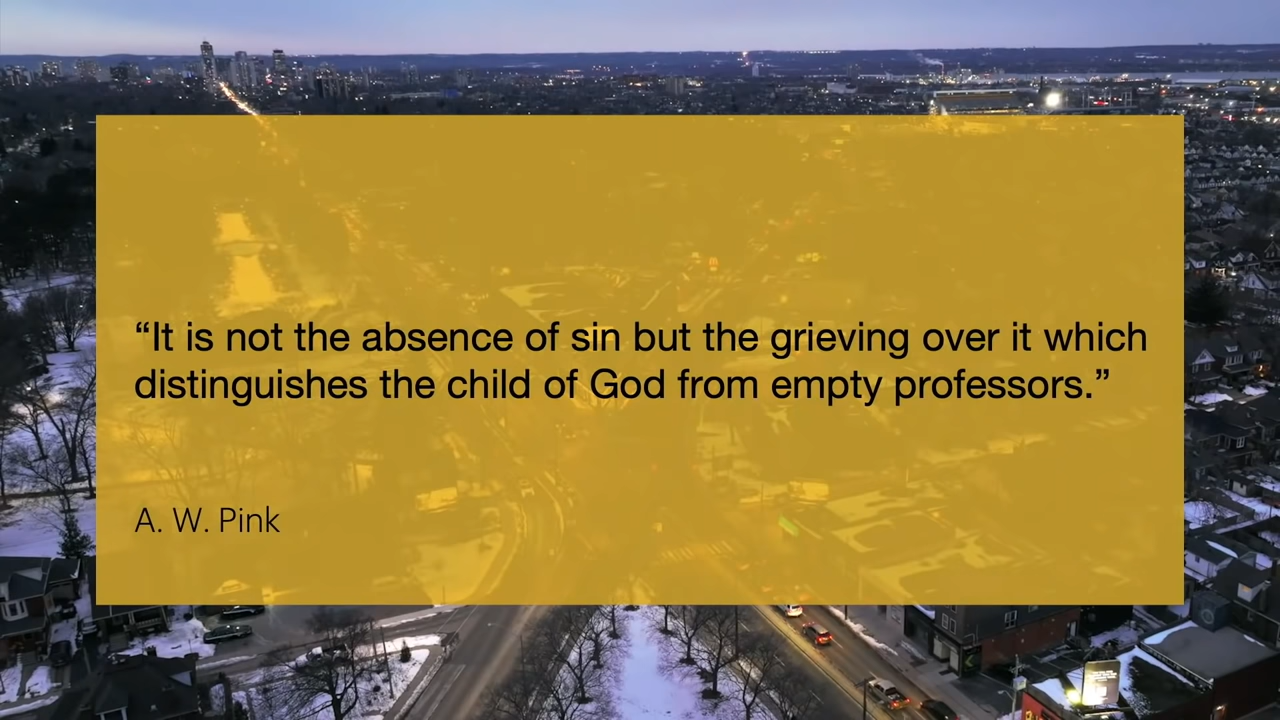 “It is not the absence of sin but the grieving over it which
distinguishes the child of God from empty professors.”
A. W. Pink